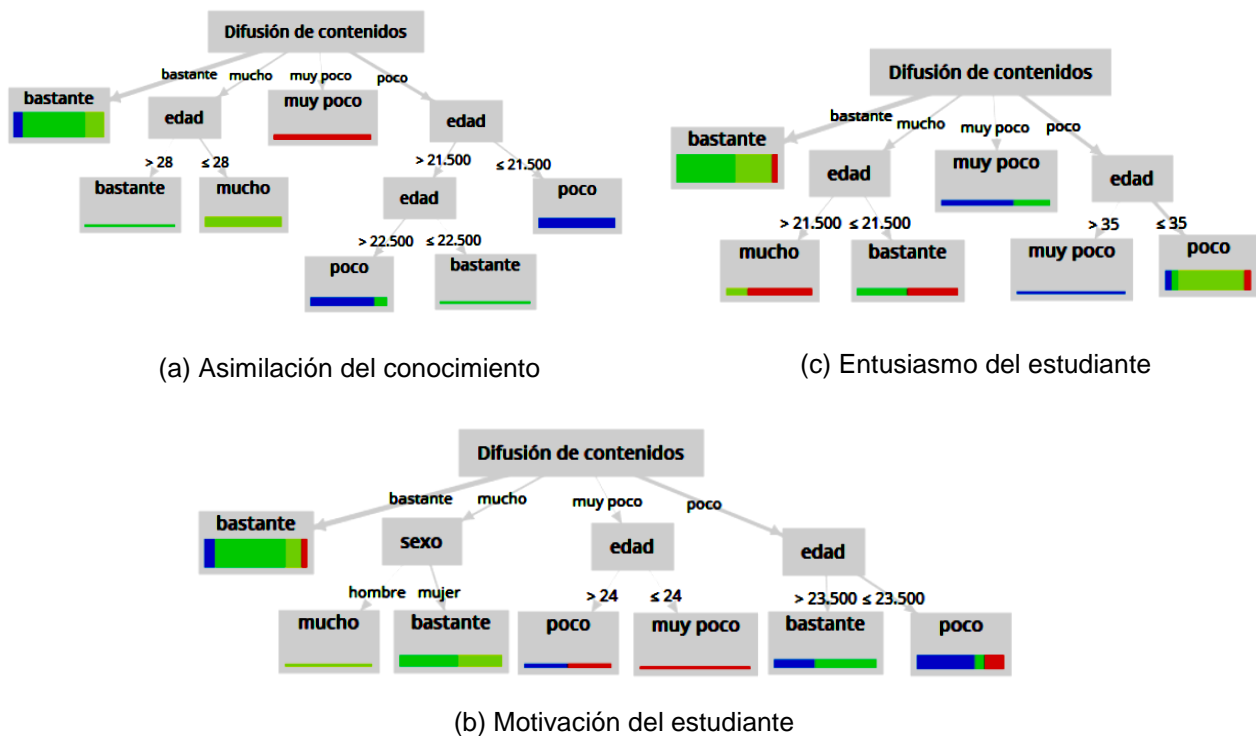 Difusión de contenidos
bastante mucho muy poco poco
bastante
edad
muy poco
edad
> 28 ≤ 28
> 21.500 ≤ 21.500
bastante
mucho
edad
poco
> 22.500 ≤ 22.500
poco
bastante
(a) Asimilación del conocimiento
Difusión de contenidos
bastante mucho muy poco poco
bastante
edad
muy poco
edad
> 21.500 ≤ 21.500
> 35 ≤ 35
mucho
bastante
muy poco
poco
(c) Entusiasmo del estudiante
Difusión de contenidos
bastante mucho muy poco poco
bastante
sexo
edad
edad
hombre mujer
> 24 ≤ 24
> 23.500 ≤ 23.500
mucho
bastante
poco
muy poco
bastante
poco
(b) Motivación del estudiante